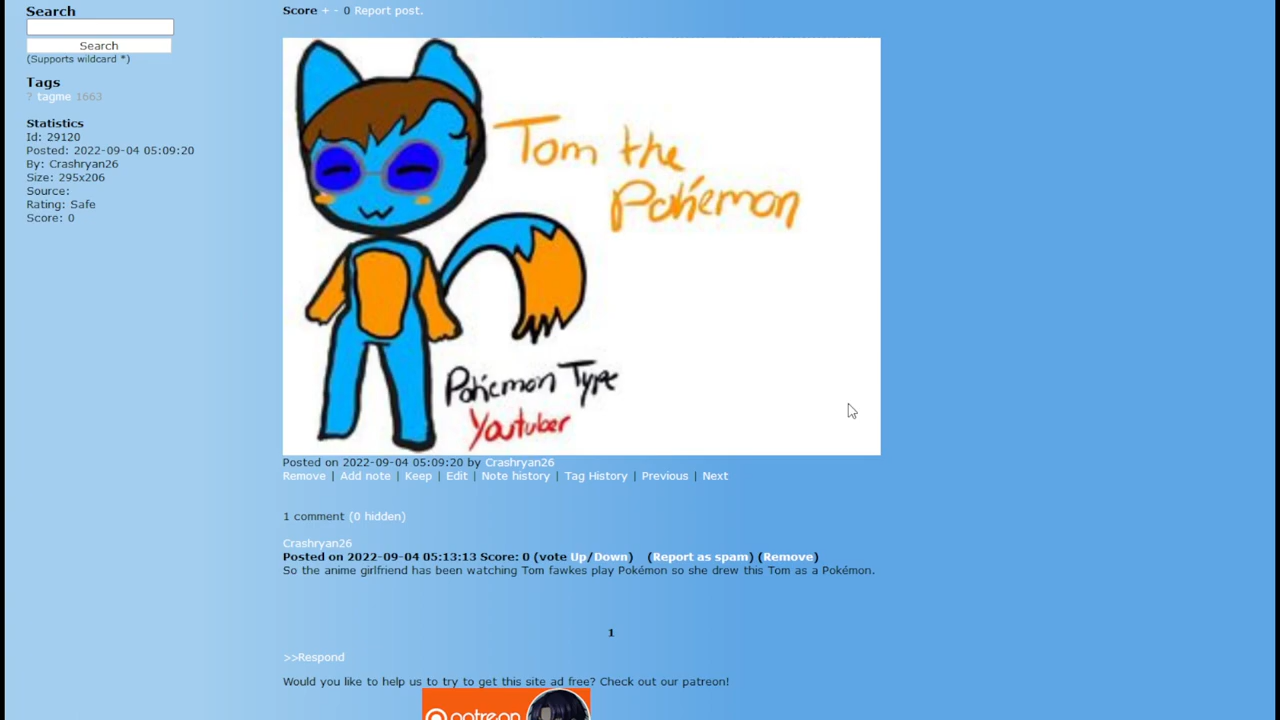 Search
Score + - 0 Report post.
Search
(Supports wildcard *)
Tags
? tagme 1663
Statistics
Id: 29120
Posted: 2022-09-04 05:09:20
By: Crashryan26
Size: 295x206
Source:
Rating: Safe
Score: 0
Tom the
Pokemon
Pokemon Type
Youtuber
Posted on 2022-09-04 05:09:20 by Crashryan26
Remove | Add note | Keep | Edit | Note history | Tag History | Previous | Next
1 comment (0 hidden)
Crashryan26
Posted on 2022-09-04 05:13:13 Score: 0 (vote Up/Down) (Report as spam) (Remove)
So the anime girlfriend has been watching Tom fawkes play Pokémon so she drew this Tom as a Pokémon.
1
>>Respond
Would you like to help us to try to get this site ad free? Check out our patreon!
patreon